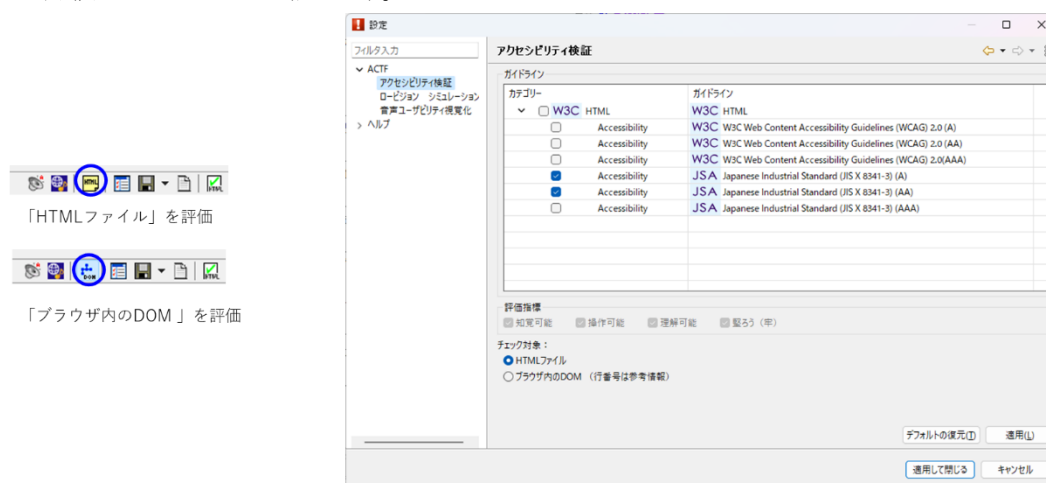 設定
フィルタ入力
アクセシビリティ検証
ACTF
アクセシビリティ検証
ロービジョン シミュレーション
音声ユーザビリティ視覚化
ヘルプ
ガイドライン
カテゴリー ガイドライン
W3C HTML W3C HTML
Accessibility W3C W3C Web Content Accessibility Guidelines (WCAG) 2.0 (A)
Accessibility W3C W3C Web Content Accessibility Guidelines (WCAG) 2.0 (AA)
Accessibility W3C W3C Web Content Accessibility Guidelines (WCAG) 2.0(AAA)
Accessibility JSA Japanese Industrial Standard (JIS X 8341-3) (A)
Accessibility JSA Japanese Industrial Standard (JIS X 8341-3) (AA)
Accessibility JSA Japanese Industrial Standard (JIS X 8341-3) (AAA)
HTML
「HTMLファイル」を評価
DOM
「ブラウザ内のDOM 」を評価
評価指標
知覚可能 操作可能 理解可能 堅ろう（牢）
チェック対象：
HTMLファイル
ブラウザ内のDOM （行番号は参考情報）
デフォルトの復元(D) 適用(L)
適用して閉じる キャンセル